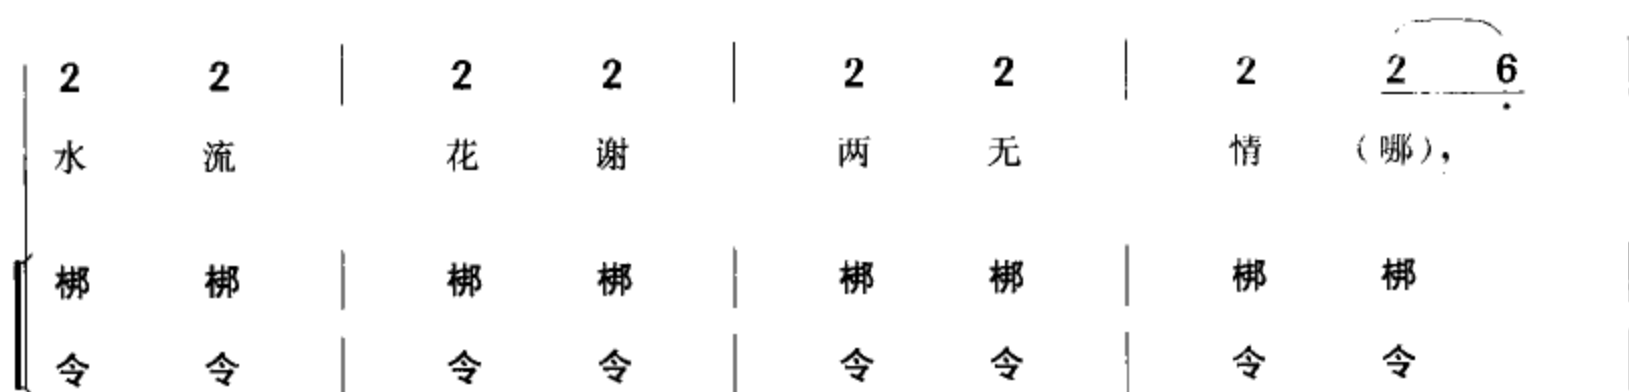 2 2 | 2 2 | 2 2 | 2 2 6
水 流 花 谢 两 无 情 （哪），
梆 梆 | 梆 梆 | 梆 梆 | 梆 梆
令 令 | 令 令 | 令 令 | 令 令